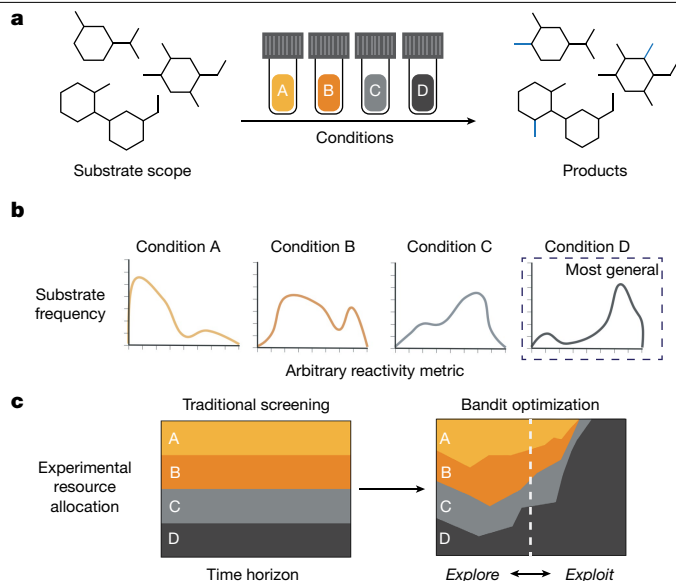 a
A B C D
Conditions
Substrate scope
Products
b
Condition A
Condition B
Condition C
Condition D
Most general
Substrate
frequency
Arbitrary reactivity metric
c
Traditional screening
Bandit optimization
Experimental
resource
allocation
A
B
C
D
A
B
C
D
Time horizon
Explore
Exploit